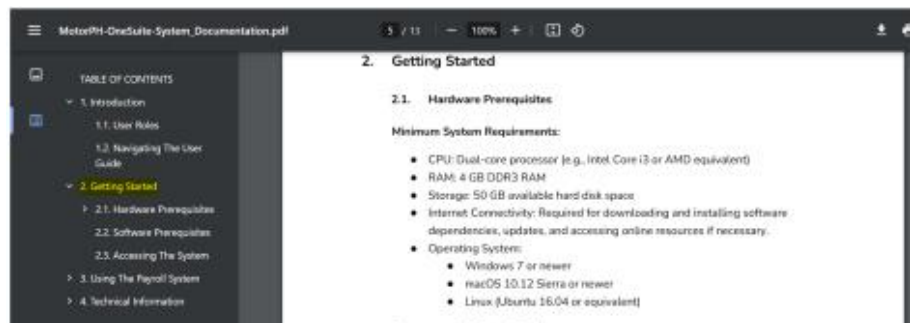 MotorPH-OneSuite-System_Documentation.pdf
5 / 13
100%
TABLE OF CONTENTS
1. Introduction
1.1. User Roles
1.2. Navigating The User
Guide
2. Getting Started
2.1. Hardware Prerequisites
2.2. Software Prerequisites
2.3. Accessing The System
3. Using The Payroll System
4. Technical Information
2. Getting Started
2.1. Hardware Prerequisites
Minimum System Requirements:
● CPU: Dual-core processor (e.g., Intel Core i3 or AMD equivalent)
● RAM: 4 GB DDR3 RAM
● Storage: 50 GB available hard disk space
● Internet Connectivity: Required for downloading and installing software
dependencies, updates, and accessing online resources if necessary.
● Operating System:
● Windows 7 or newer
● macOS 10.12 Sierra or newer
● Linux (Ubuntu 16.04 or equivalent)